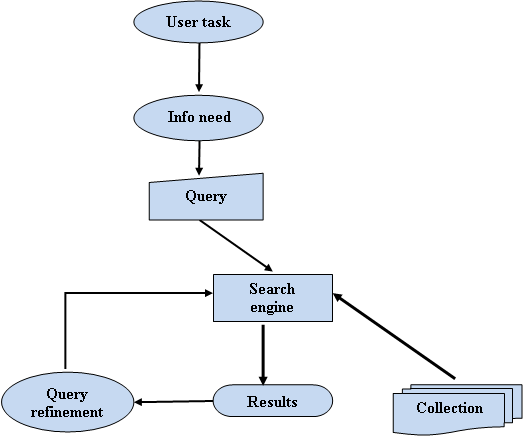 User task
Info need
Query
Search
engine
Query
refinement
Results
Collection